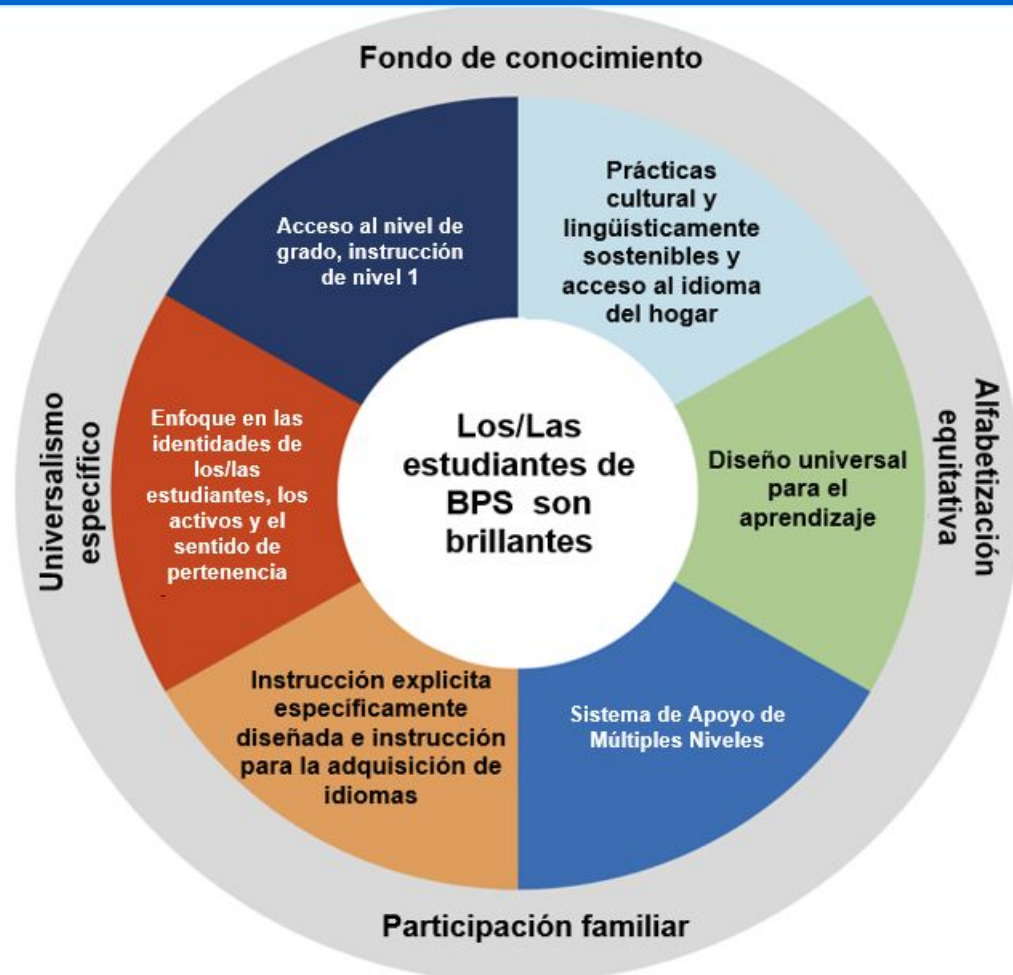 Fondo de conocimiento
Prácticas
cultural y
lingüísticamente
sostenibles y
acceso al idioma
del hogar
Acceso al nivel de
grado, instrucción
de nivel 1
Universalismo
específico
Enfoque en las
identidades de
los/las
estudiantes, los
activos y el
sentido de
pertenencia
Los/Las
estudiantes de
BPS son
brillantes
Diseño universal
para el
aprendizaje
Alfabetización
equitativa
Instrucción explicita
específicamente
diseñada e instrucción
para la adquisición de
idiomas
Sistema de Apoyo de
Múltiples Niveles
Participación familiar